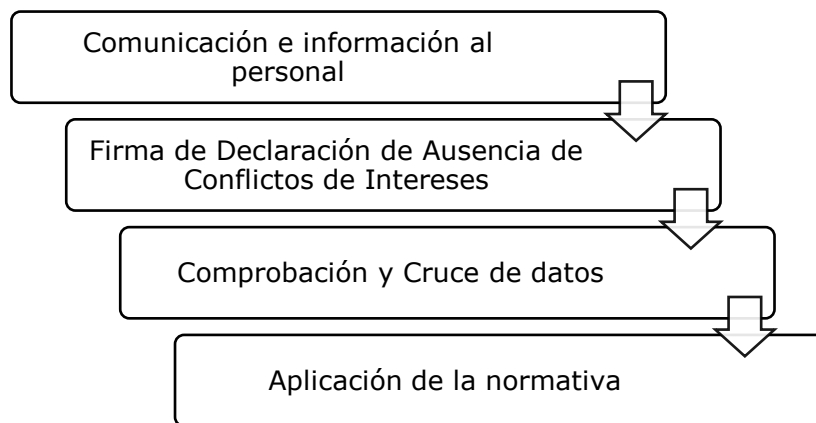 Comunicación e información al
personal
Firma de Declaración de Ausencia de
Conflictos de Intereses
Comprobación y Cruce de datos
Aplicación de la normativa